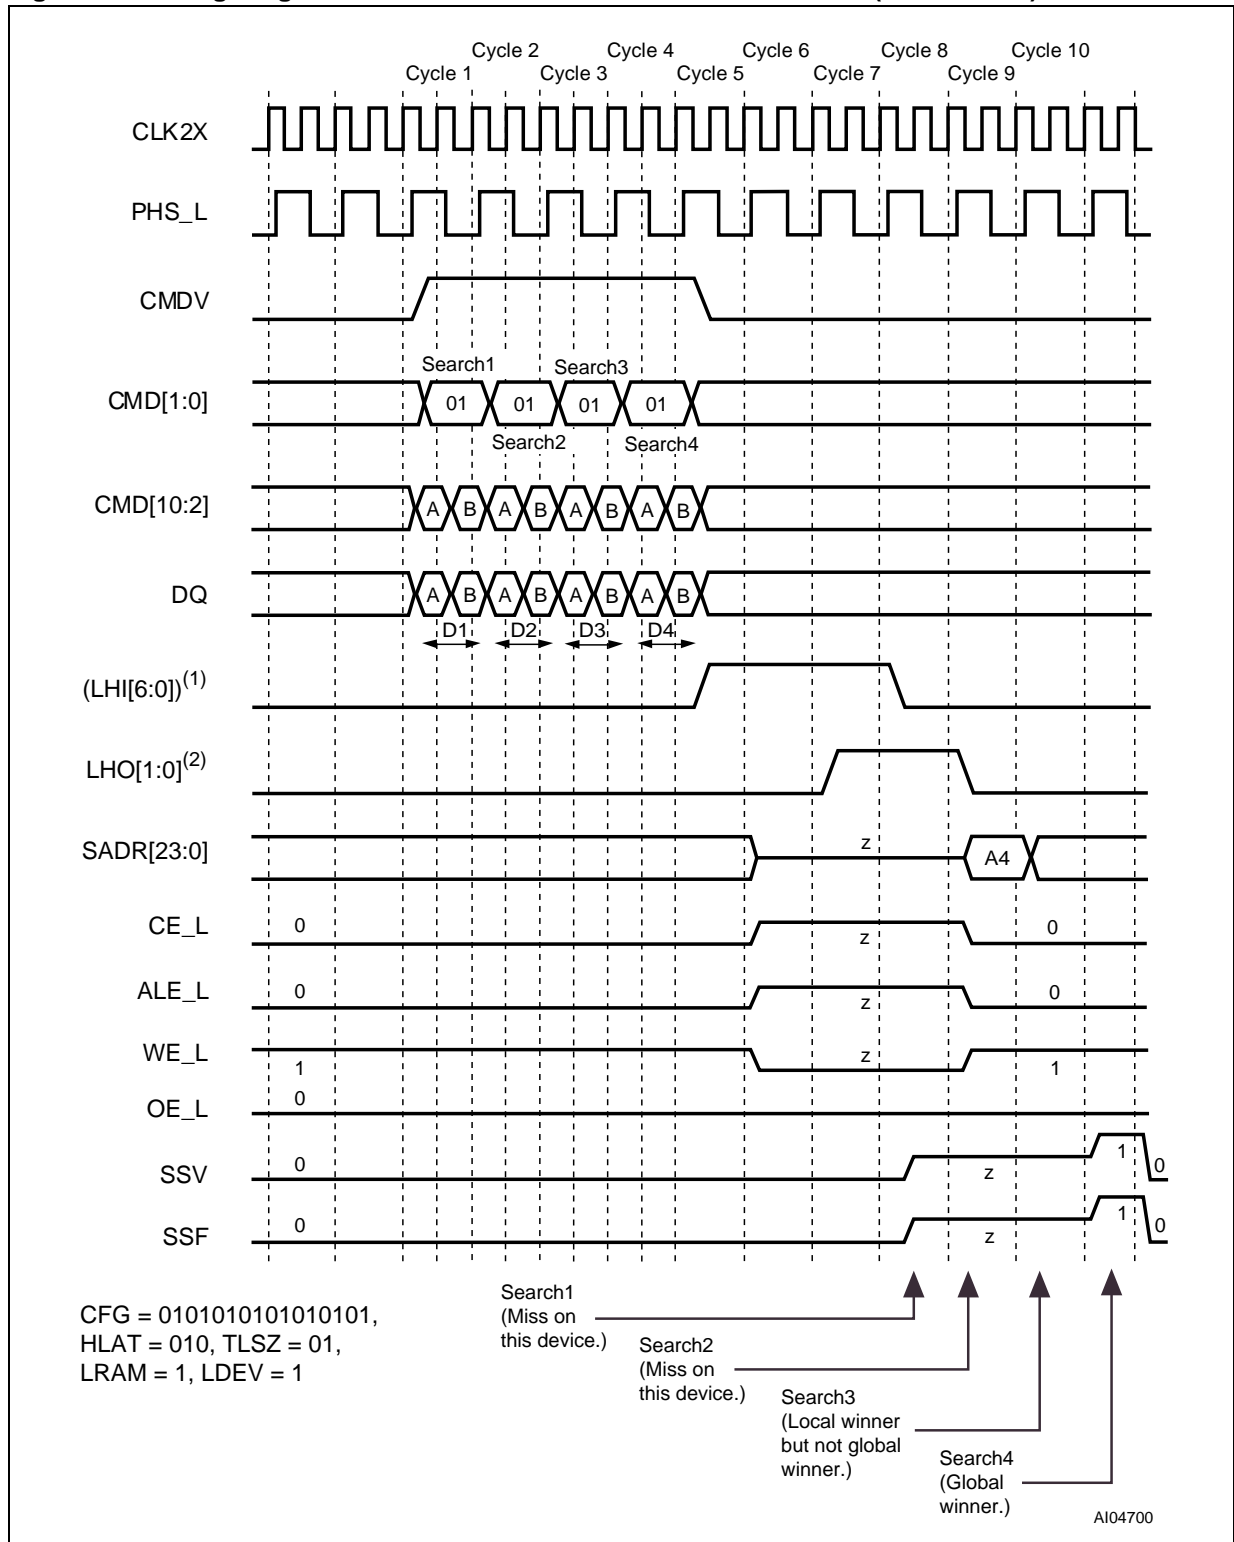 Cycle 2 Cycle 4 Cycle 6 Cycle 8 Cycle 10
Cycle 1 Cycle 3 Cycle 5 Cycle 7 Cycle 9
CLK2X
PHS_L
CMDV
Search1 Search3
CMD[1:0] 01 01 01 01
Search2 Search4
CMD[10:2] A B A B A B A B
DQ A B A B A B A B
D1 D2 D3 D4
(LHI[6:0])(1)
LHO[1:0](2)
SADR[23:0] z A4
CE_L 0 z 0
ALE_L 0 z 0
WE_L 1 z 1
OE_L 0
SSV 0 z 1 0
SSF 0 z 1 0
CFG = 0101010101010101,
HLAT = 010, TLSZ = 01,
LRAM = 1, LDEV = 1
Search1
(Miss on
this device.)
Search2
(Miss on
this device.)
Search3
(Local winner
but not global
winner.)
Search4
(Global
winner.)
AI04700